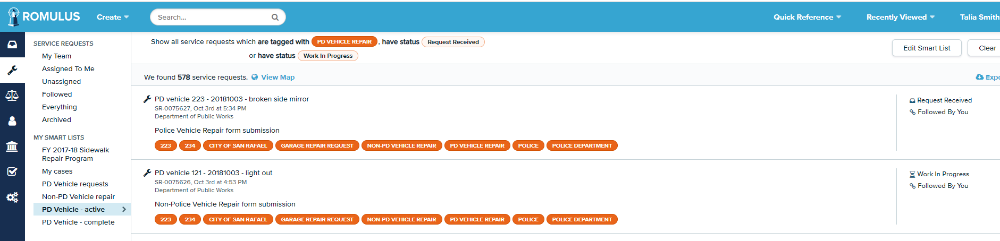 ROMULUS Create Search... Quick Reference Recently Viewed Talia Smith
SERVICE REQUESTS
My Team
Assigned To Me
Unassigned
Followed
Everything
Archived
MY SMART LISTS
FY 2017-18 Sidewalk
Repair Program
My cases
PD Vehicle requests
Non-PD Vehicle repair
PD Vehicle - active
PD Vehicle - complete
Show all service requests which are tagged with PD VEHICLE REPAIR , have status Request Received
or have status Work In Progress
Edit Smart List Clear
We found 578 service requests. View Map Expo
PD vehicle 223 - 20181003 - broken side mirror
SR-0075627, Oct 3rd at 5:34 PM
Department of Public Works
Police Vehicle Repair form submission
223 234 CITY OF SAN RAFAEL GARAGE REPAIR REQUEST NON-PD VEHICLE REPAIR PD VEHICLE REPAIR POLICE POLICE DEPARTMENT
Request Received
Followed By You
PD vehicle 121 - 20181003 - light out
SR-0075626, Oct 3rd at 4:53 PM
Department of Public Works
Non-Police Vehicle Repair form submission
223 234 CITY OF SAN RAFAEL GARAGE REPAIR REQUEST NON-PD VEHICLE REPAIR PD VEHICLE REPAIR POLICE POLICE DEPARTMENT
Work In Progress
Followed By You